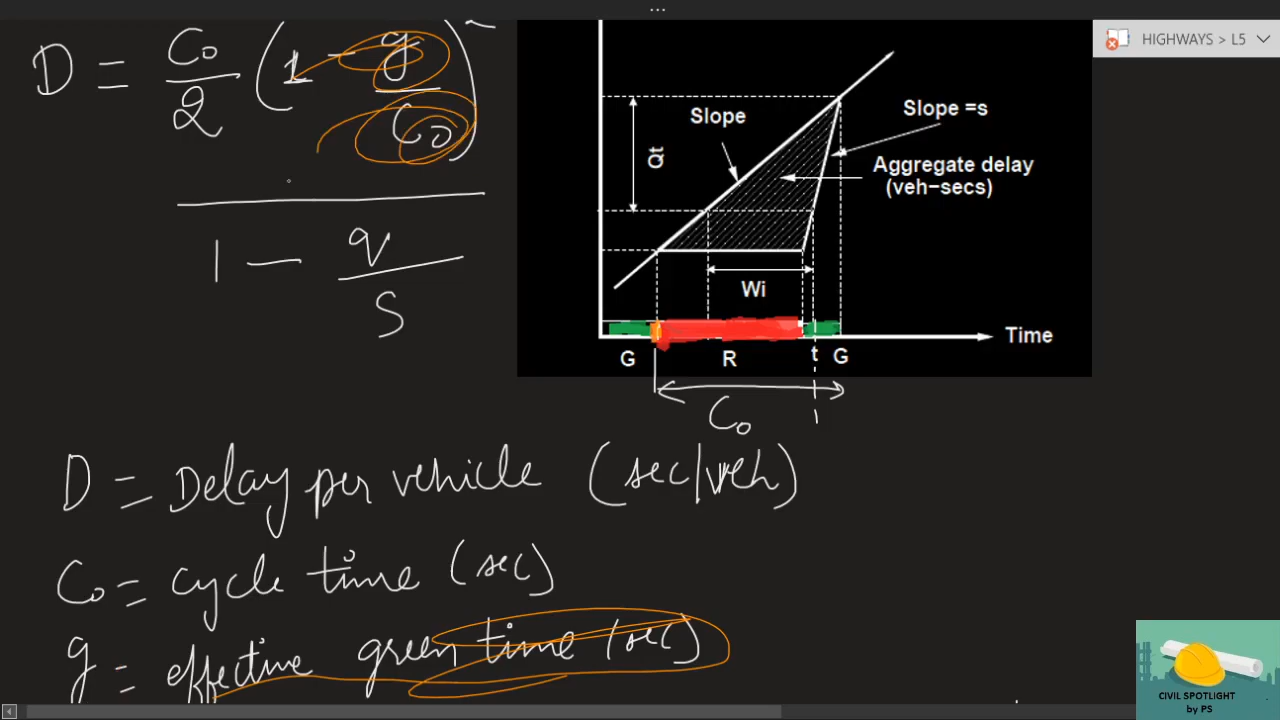 ...
HIGHWAYS > L5
D = C₀/2 (1 - g/C₀)²
1 - q/s
Slope
Slope =s
Qt
Aggregate delay
(veh-secs)
Wi
Time
G R t G
C₀
D = Delay per vehicle (sec/veh)
C₀ = cycle time (sec)
g = effective green time (sec)
CIVIL SPOTLIGHT
by PS